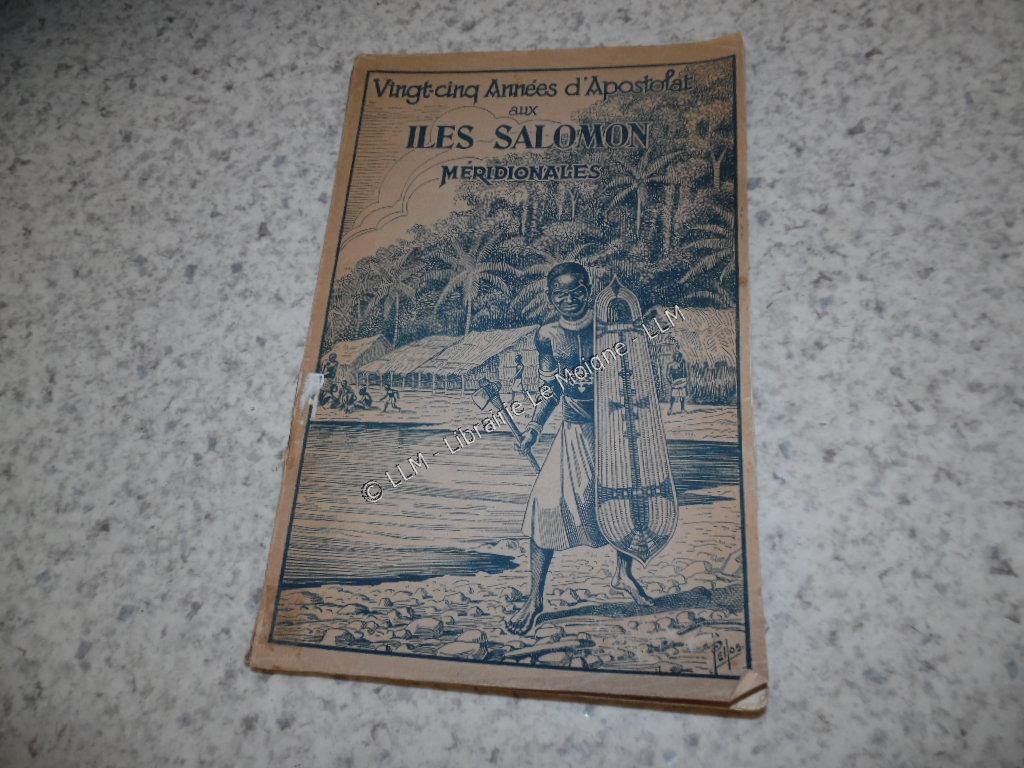 Vingt-cinq Années d'Apostolat
aux
ILES SALOMON
MÉRIDIONALES
© LLM - Librairie Le Moigne - LLM